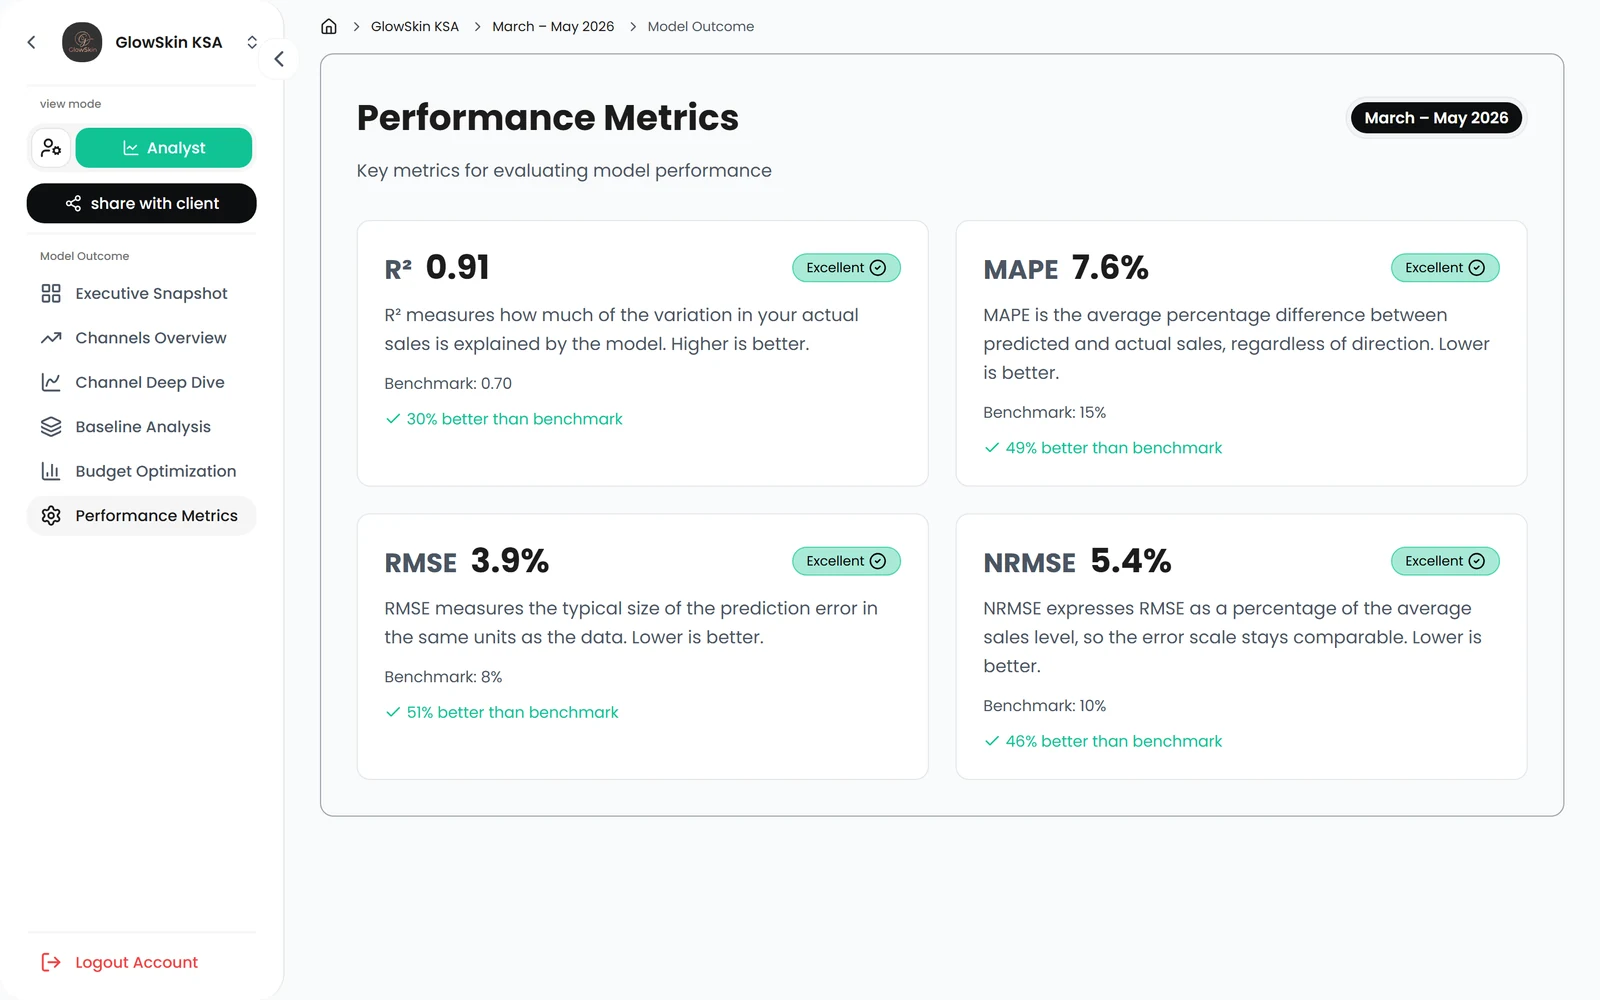 GlowSkin KSA
view mode
Analyst
share with client
Model Outcome
Executive Snapshot
Channels Overview
Channel Deep Dive
Baseline Analysis
Budget Optimization
Performance Metrics
Logout Account
GlowSkin KSA
March – May 2026
Model Outcome
Performance Metrics
March – May 2026
Key metrics for evaluating model performance
R² 0.91
Excellent
R² measures how much of the variation in your actual
sales is explained by the model. Higher is better.
Benchmark: 0.70
30% better than benchmark
MAPE 7.6%
Excellent
MAPE is the average percentage difference between
predicted and actual sales, regardless of direction. Lower
is better.
Benchmark: 15%
49% better than benchmark
RMSE 3.9%
Excellent
RMSE measures the typical size of the prediction error in
the same units as the data. Lower is better.
Benchmark: 8%
51% better than benchmark
NRMSE 5.4%
Excellent
NRMSE expresses RMSE as a percentage of the average
sales level, so the error scale stays comparable. Lower is
better.
Benchmark: 10%
46% better than benchmark